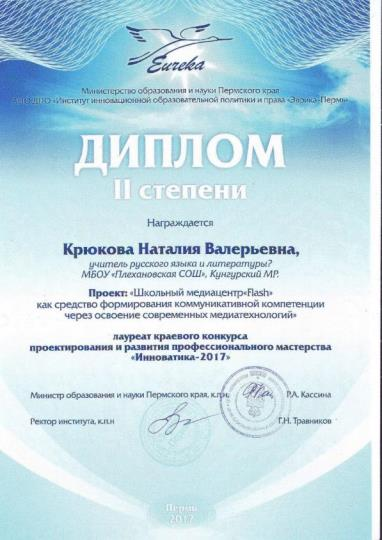 Eureka
Министерство образования и науки Пермского края
«Институт инновационной образовательной политики и права «Эврика-Пермь»
ДИПЛОМ
II степени
Награждается
Крюкова Наталия Валерьевна,
учитель русского языка и литературы?
МБОУ «Плехановская СОШ», Кунгурский МР.
Проект: «Школьный медиацентр«Flash»
как средство формирования коммуникативной компетенции
через освоение современных медиатехнологий»
лауреат краевого конкурса
проектирования и развития профессионального мастерства
«Инноватика-2017»
Министр образования и науки Пермского края, к.п.н. Р.А. Кассина
Ректор института, к.п.н Г.Н. Травников
Пермь
2017